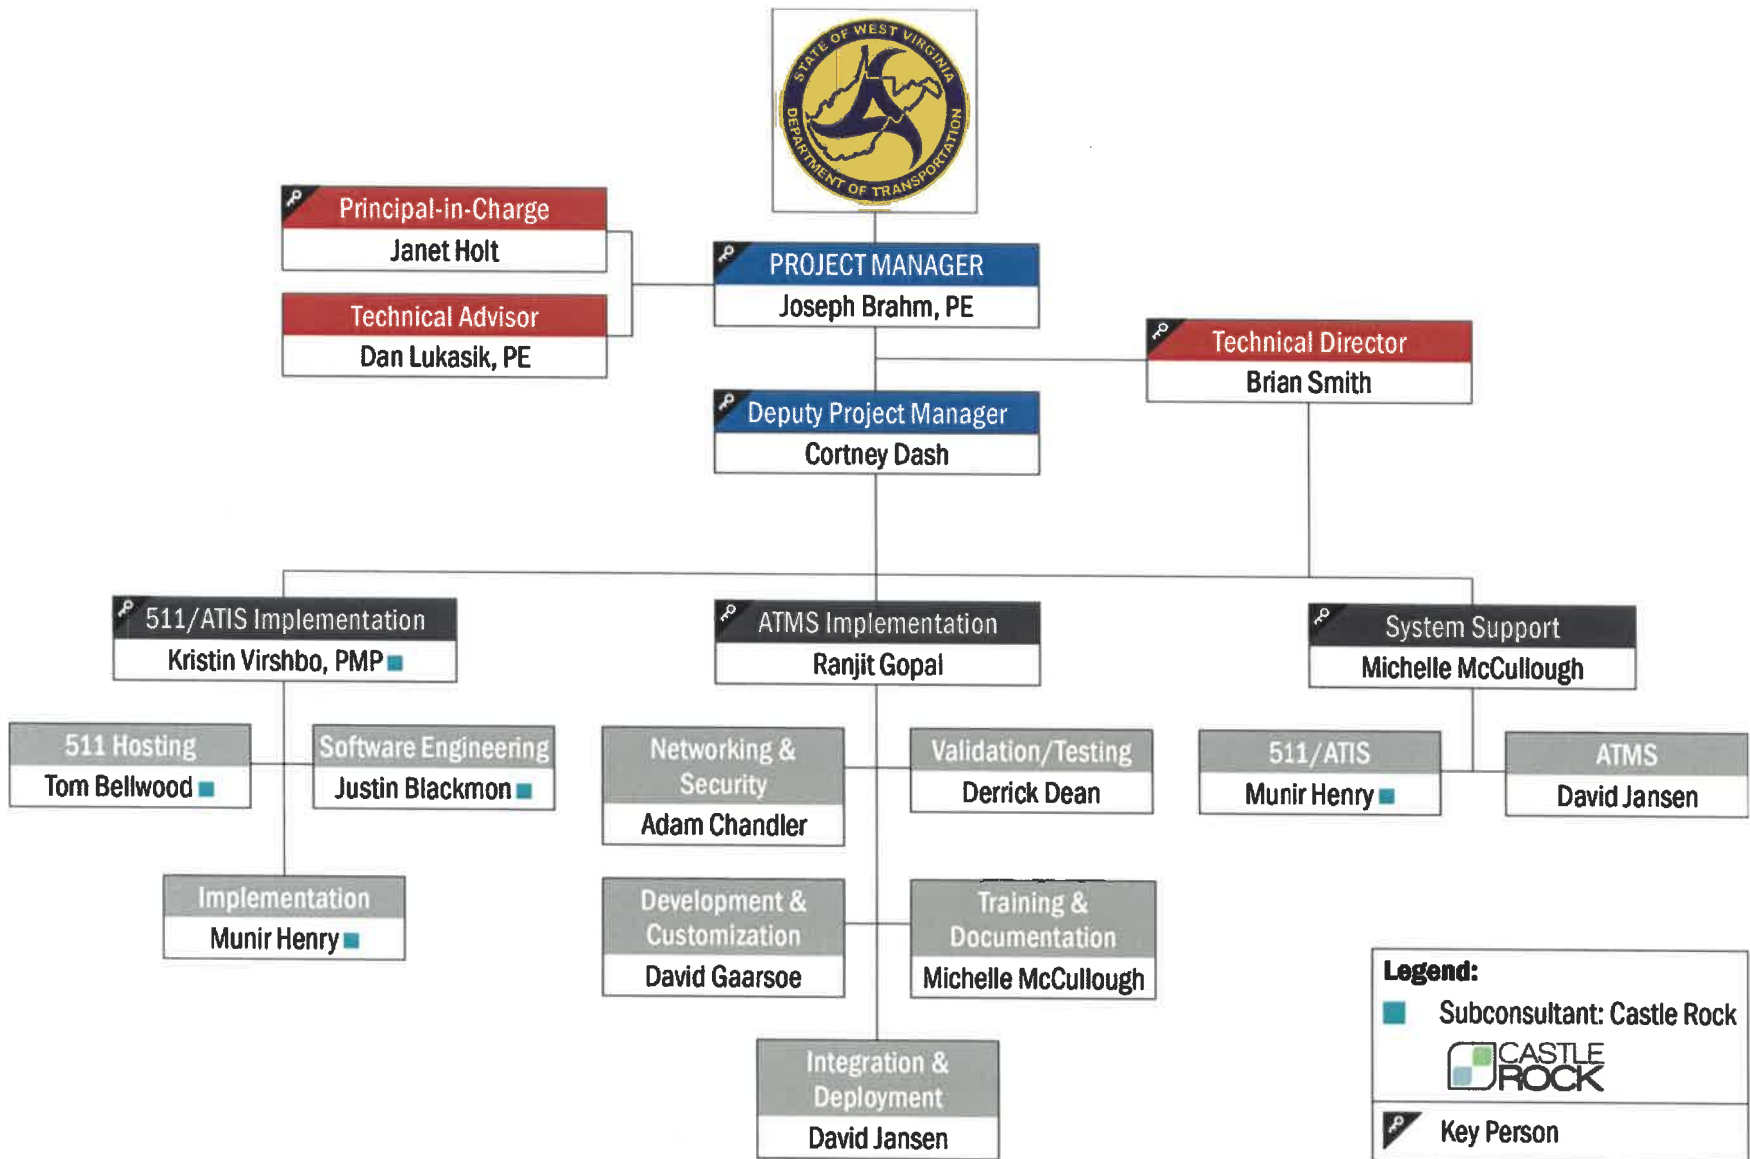 STATE OF WEST VIRGINIA
DEPARTMENT OF TRANSPORTATION
Principal-in-Charge
Janet Holt
PROJECT MANAGER
Joseph Brahm, PE
Technical Advisor
Dan Lukasik, PE
Technical Director
Brian Smith
Deputy Project Manager
Cortney Dash
511/ATIS Implementation
Kristin Virshbo, PMP
ATMS Implementation
Ranjit Gopal
System Support
Michelle McCullough
511 Hosting
Tom Bellwood
Software Engineering
Justin Blackmon
Networking &
Security
Adam Chandler
Validation/Testing
Derrick Dean
511/ATIS
Munir Henry
ATMS
David Jansen
Implementation
Munir Henry
Development &
Customization
David Gaarsoe
Training &
Documentation
Michelle McCullough
Integration &
Deployment
David Jansen
Legend:
Subconsultant: Castle Rock
CASTLE
ROCK
Key Person